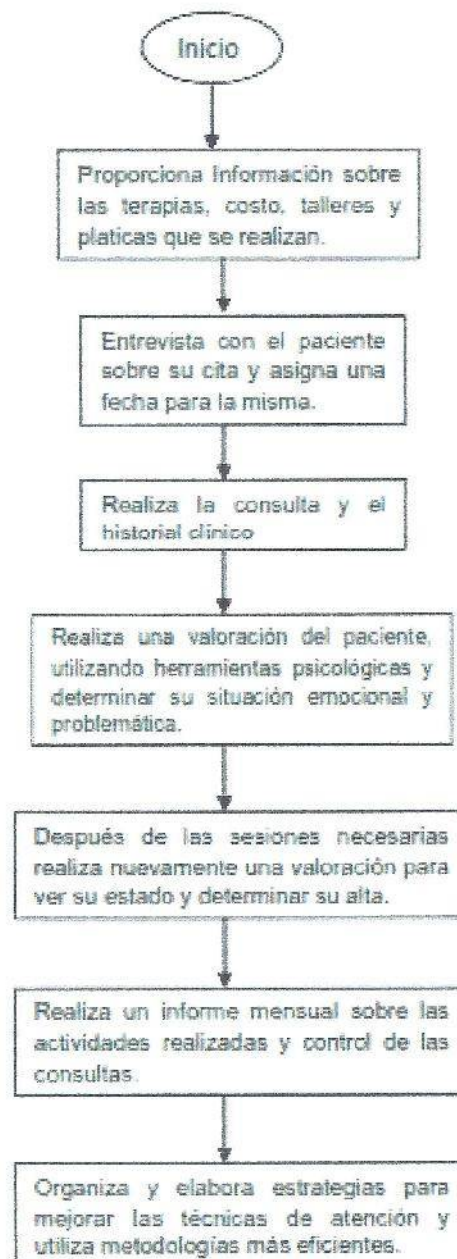 Inicio
Proporciona Información sobre
las terapias, costo, talleres y
platicas que se realizan.
Entrevista con el paciente
sobre su cita y asigna una
fecha para la misma.
Realiza la consulta y el
historial clínico
Realiza una valoración del paciente,
utilizando herramientas psicológicas y
determinar su situación emocional y
problemática.
Después de las sesiones necesarias
realiza nuevamente una valoración para
ver su estado y determinar su alta.
Realiza un informe mensual sobre las
actividades realizadas y control de las
consultas.
Organiza y elabora estrategias para
mejorar las técnicas de atención y
utiliza metodologías más eficientes.